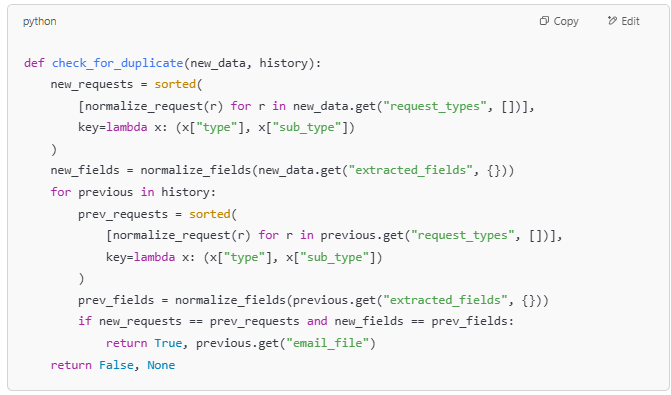 python
Copy
Edit
def check_for_duplicate(new_data, history):
    new_requests = sorted(
        [normalize_request(r) for r in new_data.get("request_types", [])],
        key=lambda x: (x["type"], x["sub_type"])
    )
    new_fields = normalize_fields(new_data.get("extracted_fields", {}))
    for previous in history:
        prev_requests = sorted(
            [normalize_request(r) for r in previous.get("request_types", [])],
            key=lambda x: (x["type"], x["sub_type"])
        )
        prev_fields = normalize_fields(previous.get("extracted_fields", {}))
        if new_requests == prev_requests and new_fields == prev_fields:
            return True, previous.get("email_file")
    return False, None